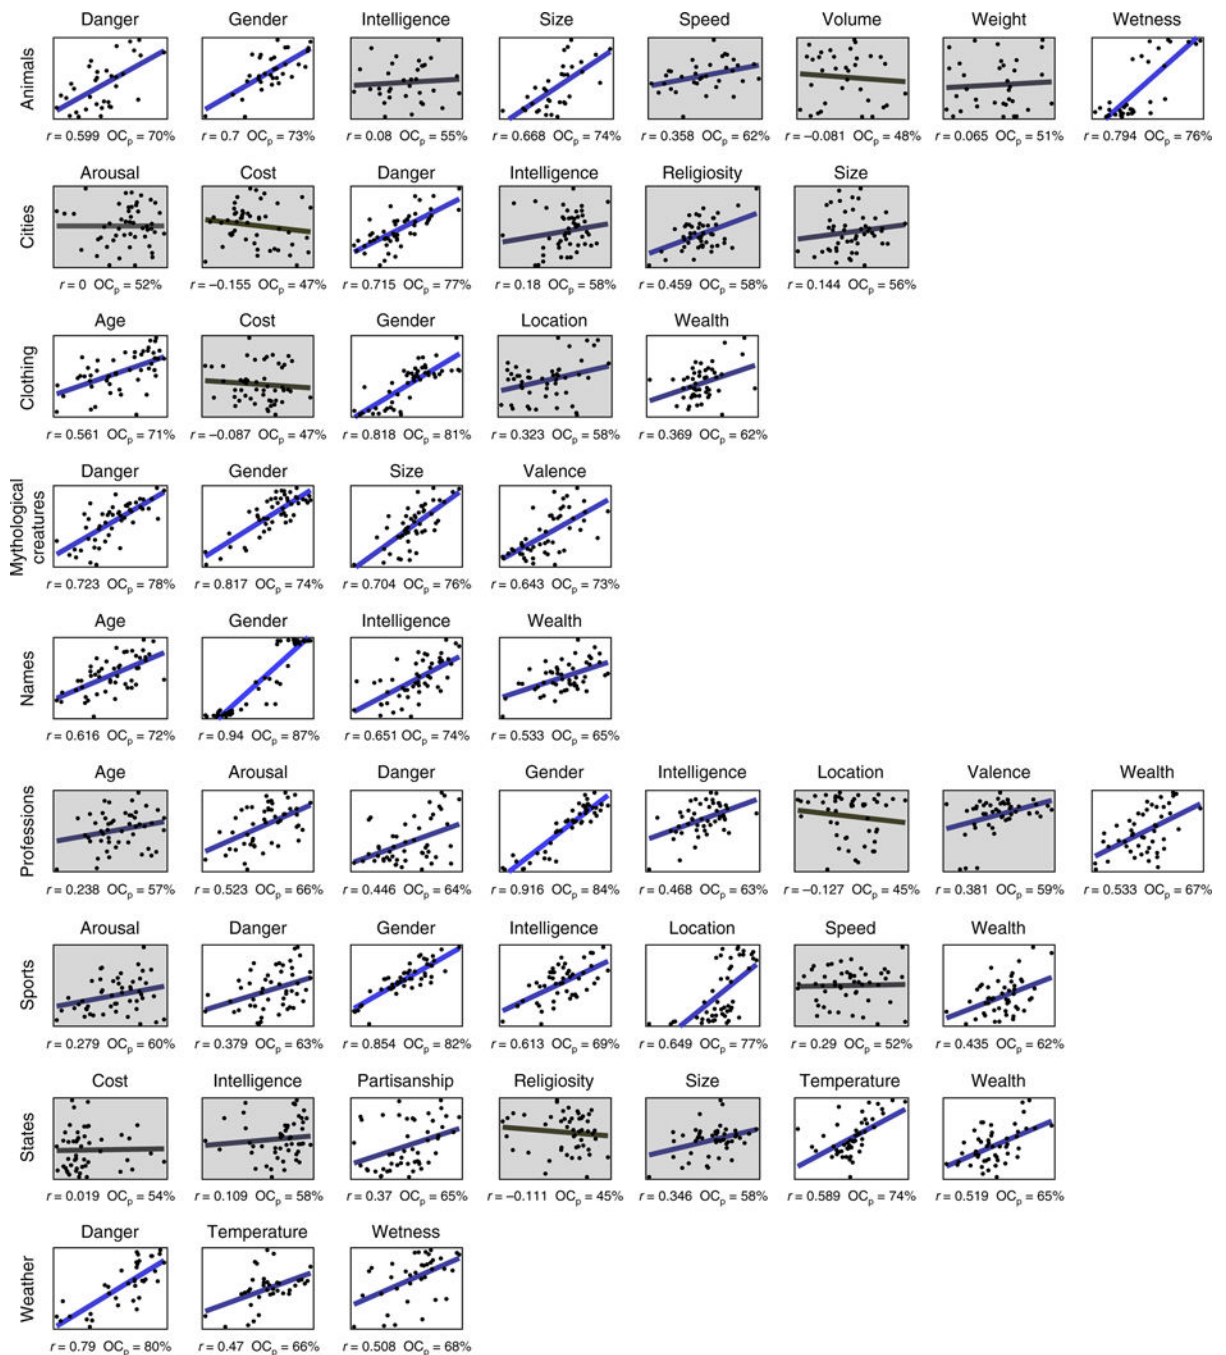 Danger Gender Intelligence Size Speed Volume Weight Wetness
Animals
r = 0.599 OCp = 70% r = 0.7 OCp = 73% r = 0.08 OCp = 55% r = 0.668 OCp = 74% r = 0.358 OCp = 62% r = −0.081 OCp = 48% r = 0.065 OCp = 51% r = 0.794 OCp = 76%
Arousal Cost Danger Intelligence Religiosity Size
Cities
r = 0 OCp = 52% r = −0.155 OCp = 47% r = 0.715 OCp = 77% r = 0.18 OCp = 58% r = 0.459 OCp = 58% r = 0.144 OCp = 56%
Age Cost Gender Location Wealth
Clothing
r = 0.561 OCp = 71% r = −0.087 OCp = 47% r = 0.818 OCp = 81% r = 0.323 OCp = 58% r = 0.369 OCp = 62%
Danger Gender Size Valence
Mythological
creatures
r = 0.723 OCp = 78% r = 0.817 OCp = 74% r = 0.704 OCp = 76% r = 0.643 OCp = 73%
Age Gender Intelligence Wealth
Names
r = 0.616 OCp = 72% r = 0.94 OCp = 87% r = 0.651 OCp = 74% r = 0.533 OCp = 65%
Age Arousal Danger Gender Intelligence Location Valence Wealth
Professions
r = 0.238 OCp = 57% r = 0.523 OCp = 66% r = 0.446 OCp = 64% r = 0.916 OCp = 84% r = 0.468 OCp = 63% r = −0.127 OCp = 45% r = 0.381 OCp = 59% r = 0.533 OCp = 67%
Arousal Danger Gender Intelligence Location Speed Wealth
Sports
r = 0.279 OCp = 60% r = 0.379 OCp = 63% r = 0.854 OCp = 82% r = 0.613 OCp = 69% r = 0.649 OCp = 77% r = 0.29 OCp = 52% r = 0.435 OCp = 62%
Cost Intelligence Partisanship Religiosity Size Temperature Wealth
States
r = 0.019 OCp = 54% r = 0.109 OCp = 58% r = 0.37 OCp = 65% r = −0.111 OCp = 45% r = 0.346 OCp = 58% r = 0.589 OCp = 74% r = 0.519 OCp = 65%
Danger Temperature Wetness
Weather
r = 0.79 OCp = 80% r = 0.47 OCp = 66% r = 0.508 OCp = 68%